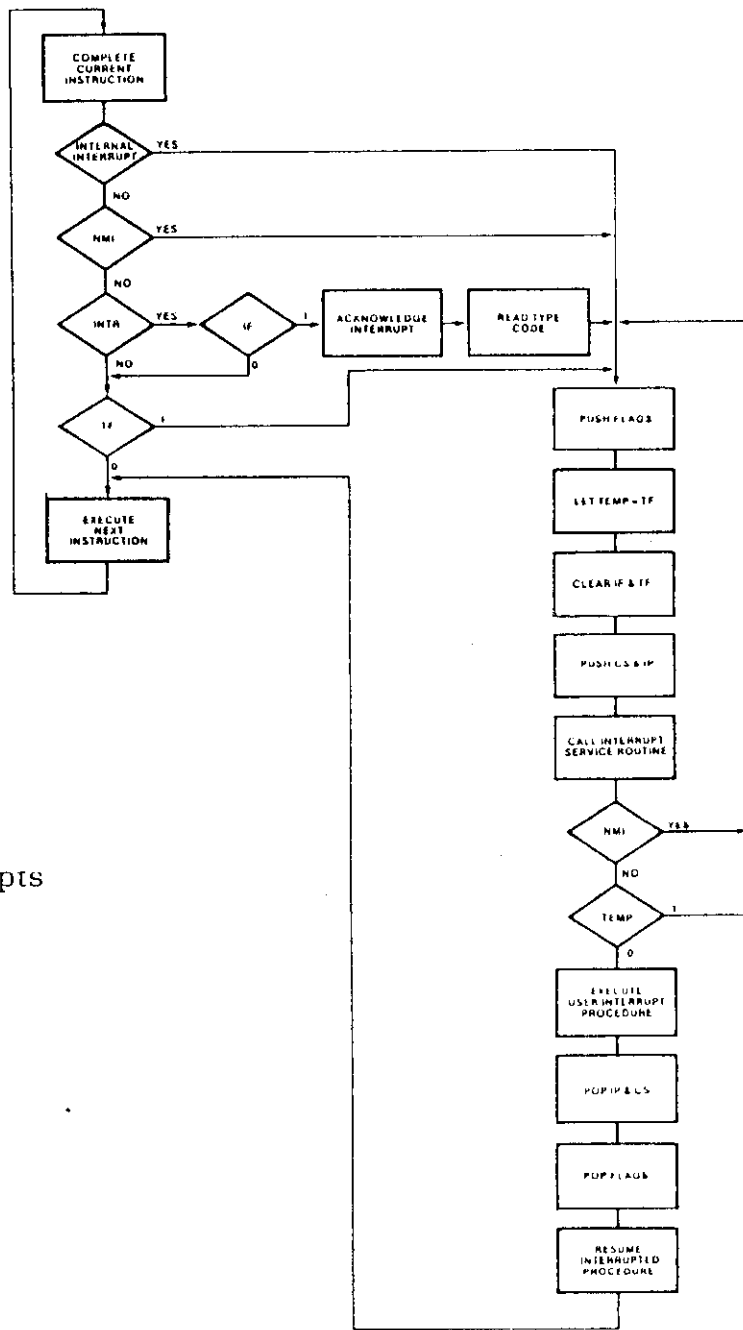 COMPLETE
CURRENT
INSTRUCTION
INTERNAL
INTERRUPT
YES
NO
NMI
YES
NO
INTR
YES
IF
1
ACKNOWLEDGE
INTERRUPT
READ TYPE
CODE
NO
0
TF
1
0
EXECUTE
NEXT
INSTRUCTION
PUSH FLAGS
LET TEMP = TF
CLEAR IF & TF
PUSH CS & IP
CALL INTERRUPT
SERVICE ROUTINE
NMI
YES
NO
TEMP
1
0
EXECUTE
USER INTERRUPT
PROCEDURE
POP IP & CS
POP FLAGS
RESUME
INTERRUPTED
PROCEDURE
pts